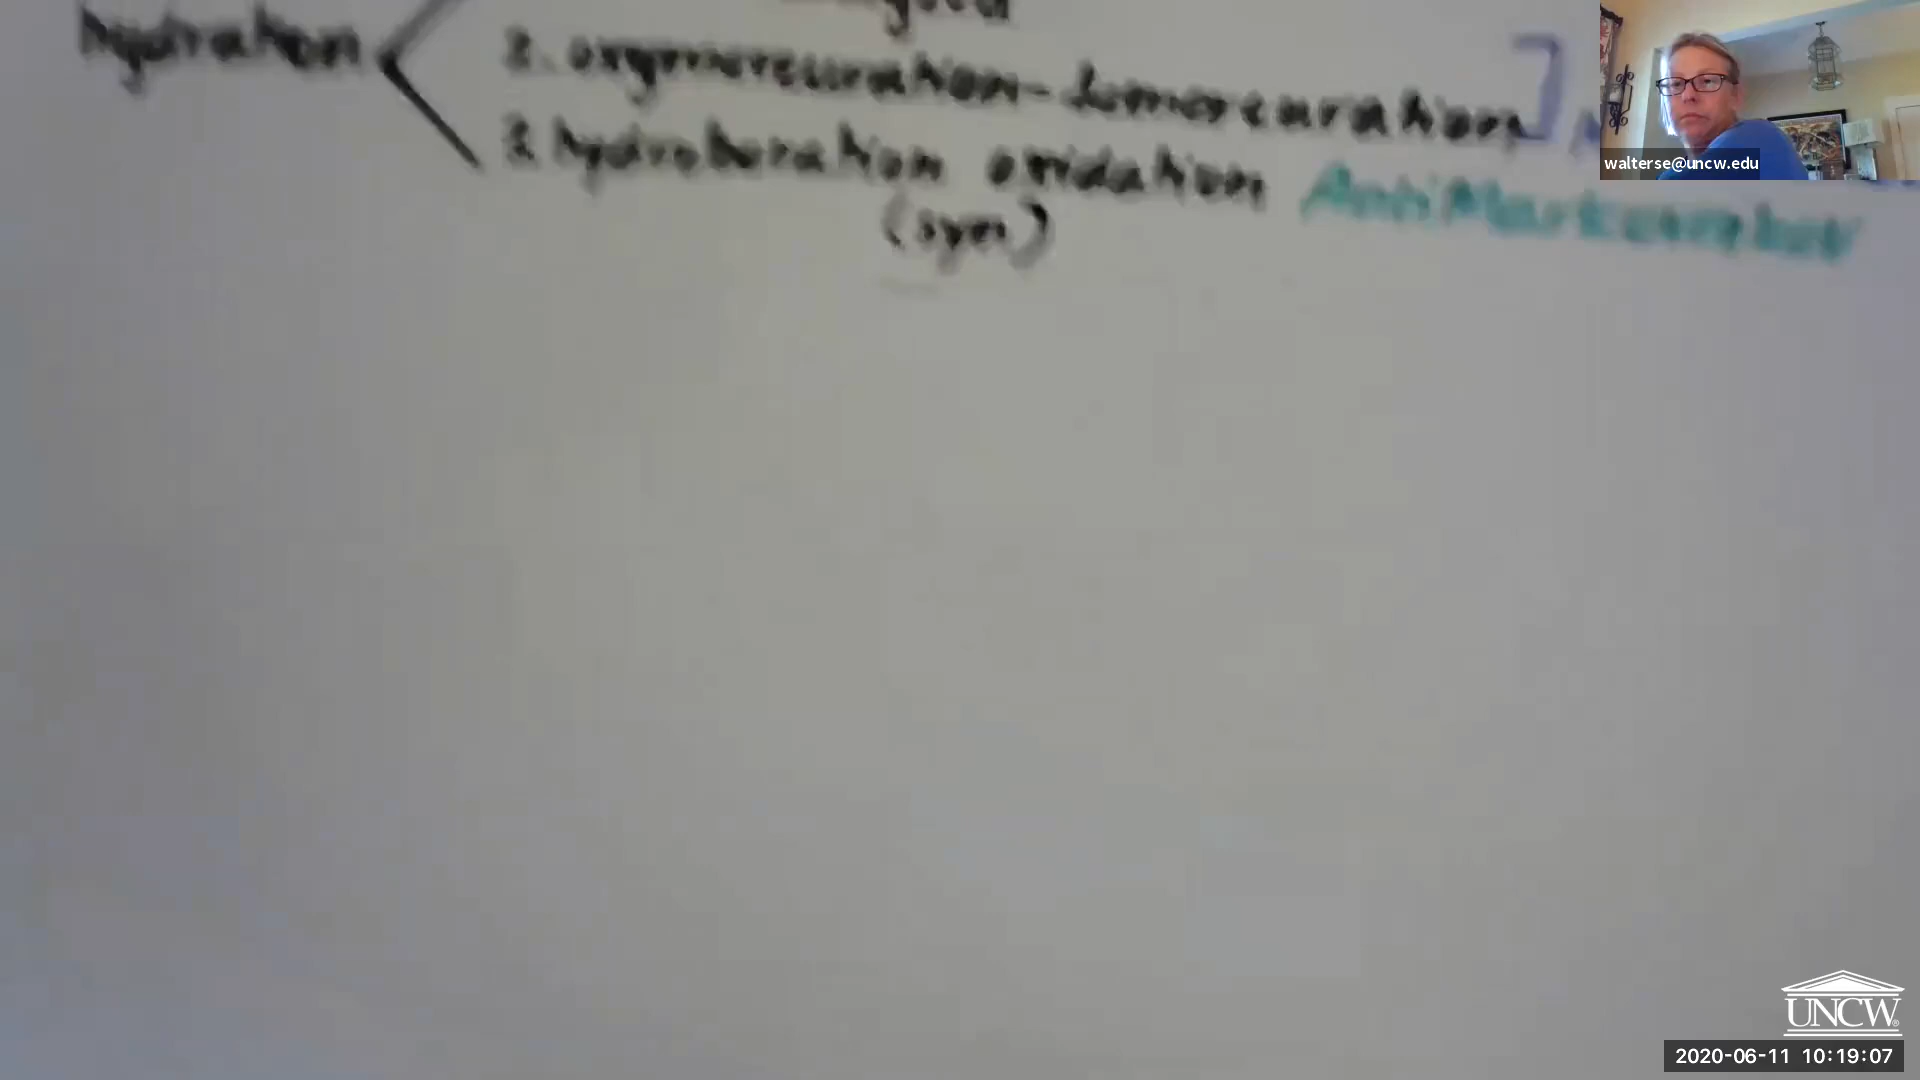 hydration
2. oxymercuration - demercuration ]
3. hydroboration oxidation Anti Markovnikov
(syn)
walterse@uncw.edu
UNCW
2020-06-11 10:19:07